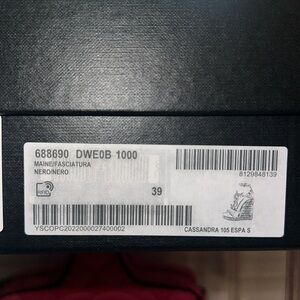 688690 DWE0B 1000
MAINE/FASCIATURA
NERO/NERO
8129848139
39
YSCOPC2022000027400002
CASSANDRA 105 ESPA S